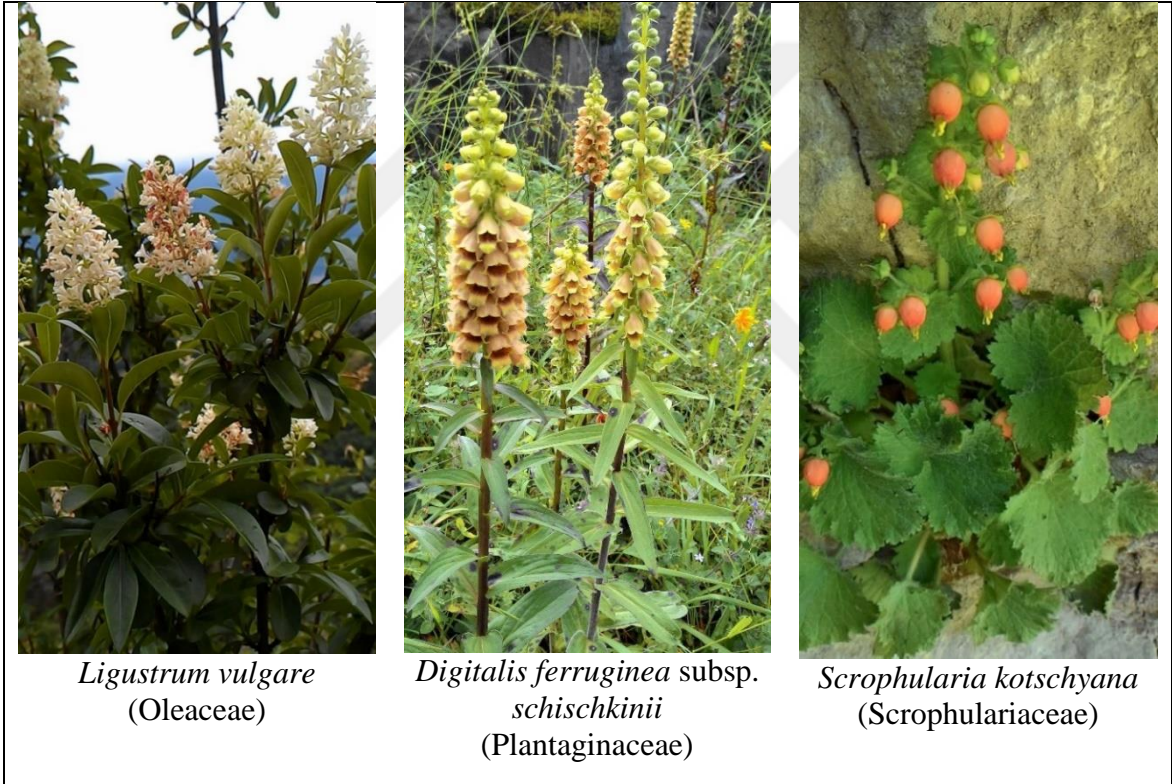 Ligustrum vulgare
(Oleaceae)
Digitalis ferruginea subsp.
schischkinii
(Plantaginaceae)
Scrophularia kotschyana
(Scrophulariaceae)